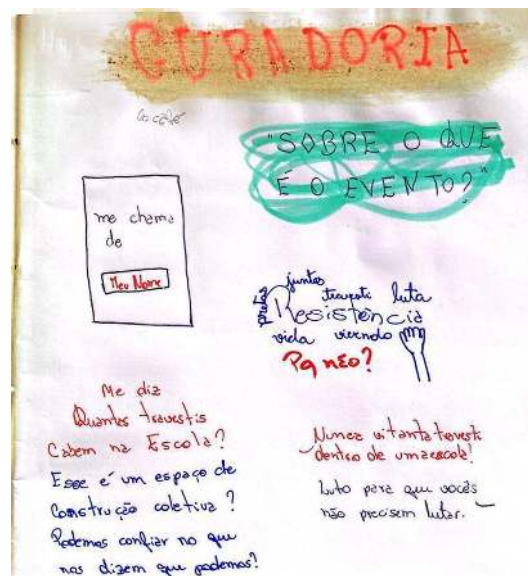 CURADORIA
"SOBRE O QUE
É O EVENTO?"
me chama
de
Meu Nome
juntos
pretas travesti luta
Resistência
vida vivendo
Pq não?
Me diz
Quantas travestis
Cabem na Escola?
Esse é um espaço de
Construção coletiva?
Podemos confiar no que
nos dizem que podemos?
Nunca vi tanta travesti
dentro de uma escola!
Luto para que vocês
não precisem lutar.